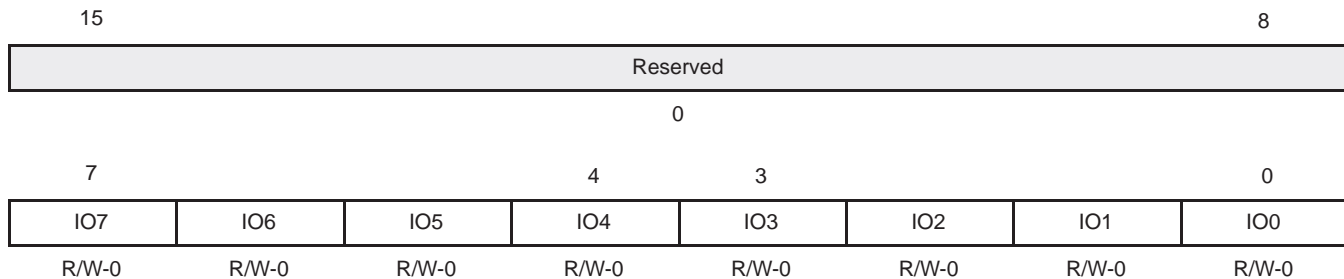 15 8
Reserved
0
7 4 3 0
IO7 IO6 IO5 IO4 IO3 IO2 IO1 IO0
R/W-0 R/W-0 R/W-0 R/W-0 R/W-0 R/W-0 R/W-0 R/W-0